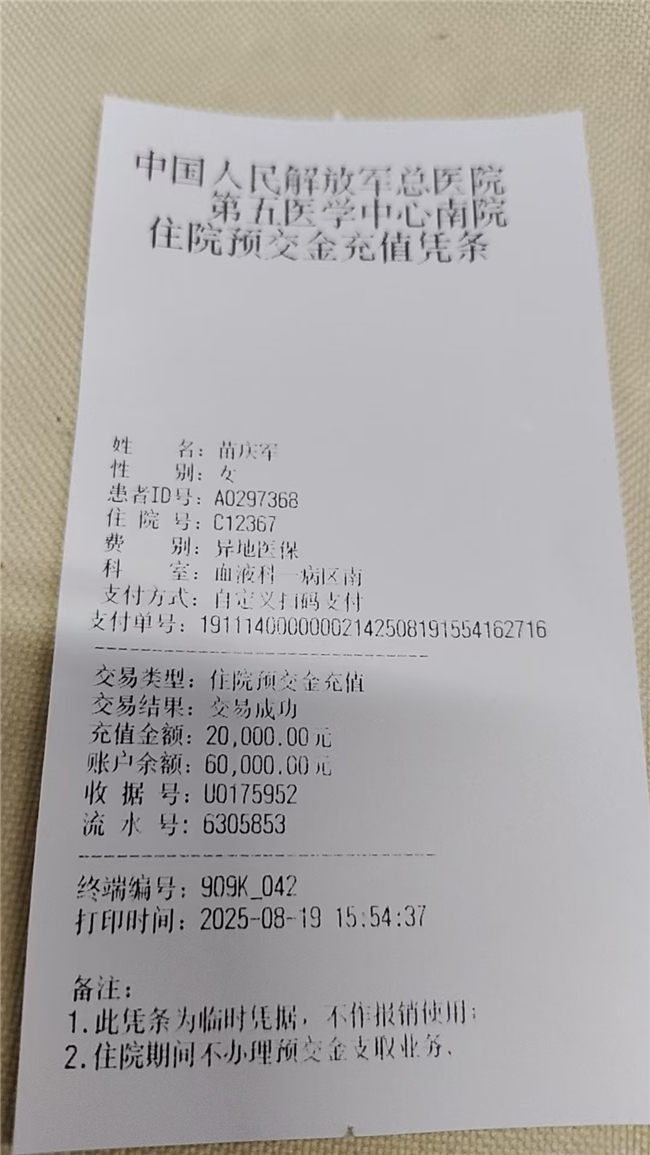 中国人民解放军总医院
第五医学中心南院
住院预交金充值凭条
姓 名：苗庆军
性 别：女
患者ID号：A0297368
住 院 号：C12367
费 别：异地医保
科 室：血液科一病区南
支付方式：自定义扫码支付
支付单号：19111400000002142508191554162716
交易类型：住院预交金充值
交易结果：交易成功
充值金额：20,000.00元
账户余额：60,000.00元
收 据 号：U0175952
流 水 号：6305853
终端编号：909K_042
打印时间：2025-08-19 15:54:37
备注：
1.此凭条为临时凭据，不作报销使用；
2.住院期间不办理预交金支取业务、